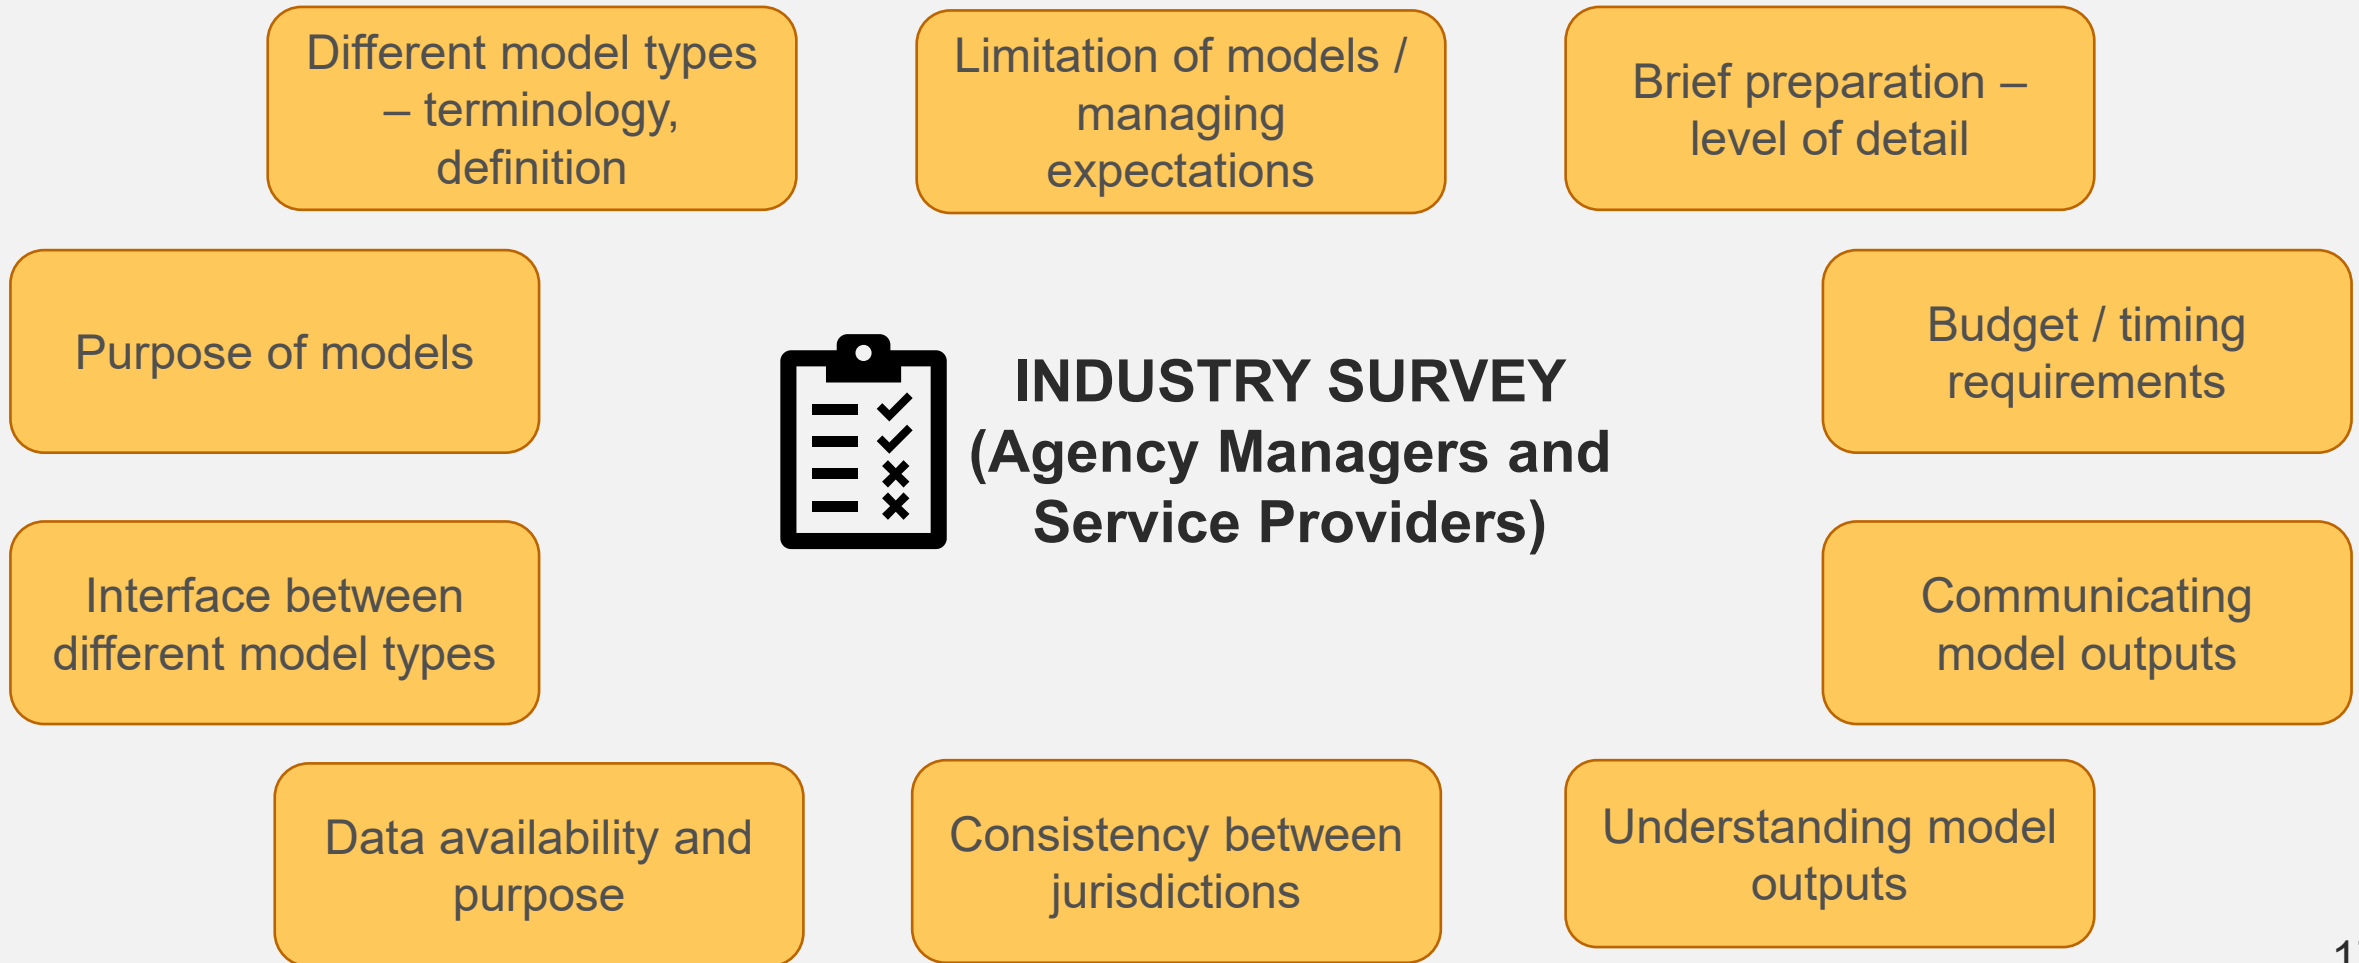 Different model types
– terminology,
definition
Limitation of models /
managing
expectations
Brief preparation –
level of detail
Purpose of models
Budget / timing
requirements
INDUSTRY SURVEY
(Agency Managers and
Service Providers)
Interface between
different model types
Communicating
model outputs
Data availability and
purpose
Consistency between
jurisdictions
Understanding model
outputs